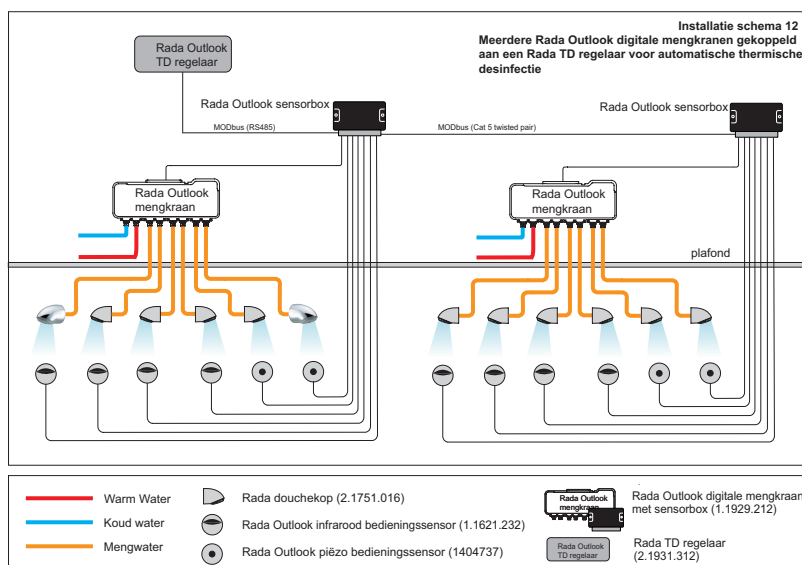 Installatie schema 12
Meerdere Rada Outlook digitale mengkranen gekoppeld
aan een Rada TD regelaar voor automatische thermische
desinfectie
Rada Outlook
TD regelaar
Rada Outlook sensorbox
Rada Outlook sensorbox
MODbus (RS485)
MODbus (Cat 5 twisted pair)
Rada Outlook
mengkraan
Rada Outlook
mengkraan
plafond
Warm Water
Koud water
Mengwater
Rada douchekop (2.1751.016)
Rada Outlook infrarood bedieningssensor (1.1621.232)
Rada Outlook piëzo bedieningssensor (1404737)
Rada Outlook
mengkraan
Rada Outlook digitale mengkraan
met sensorbox (1.1929.212)
Rada Outlook
TD regelaar
Rada TD regelaar
(2.1931.312)